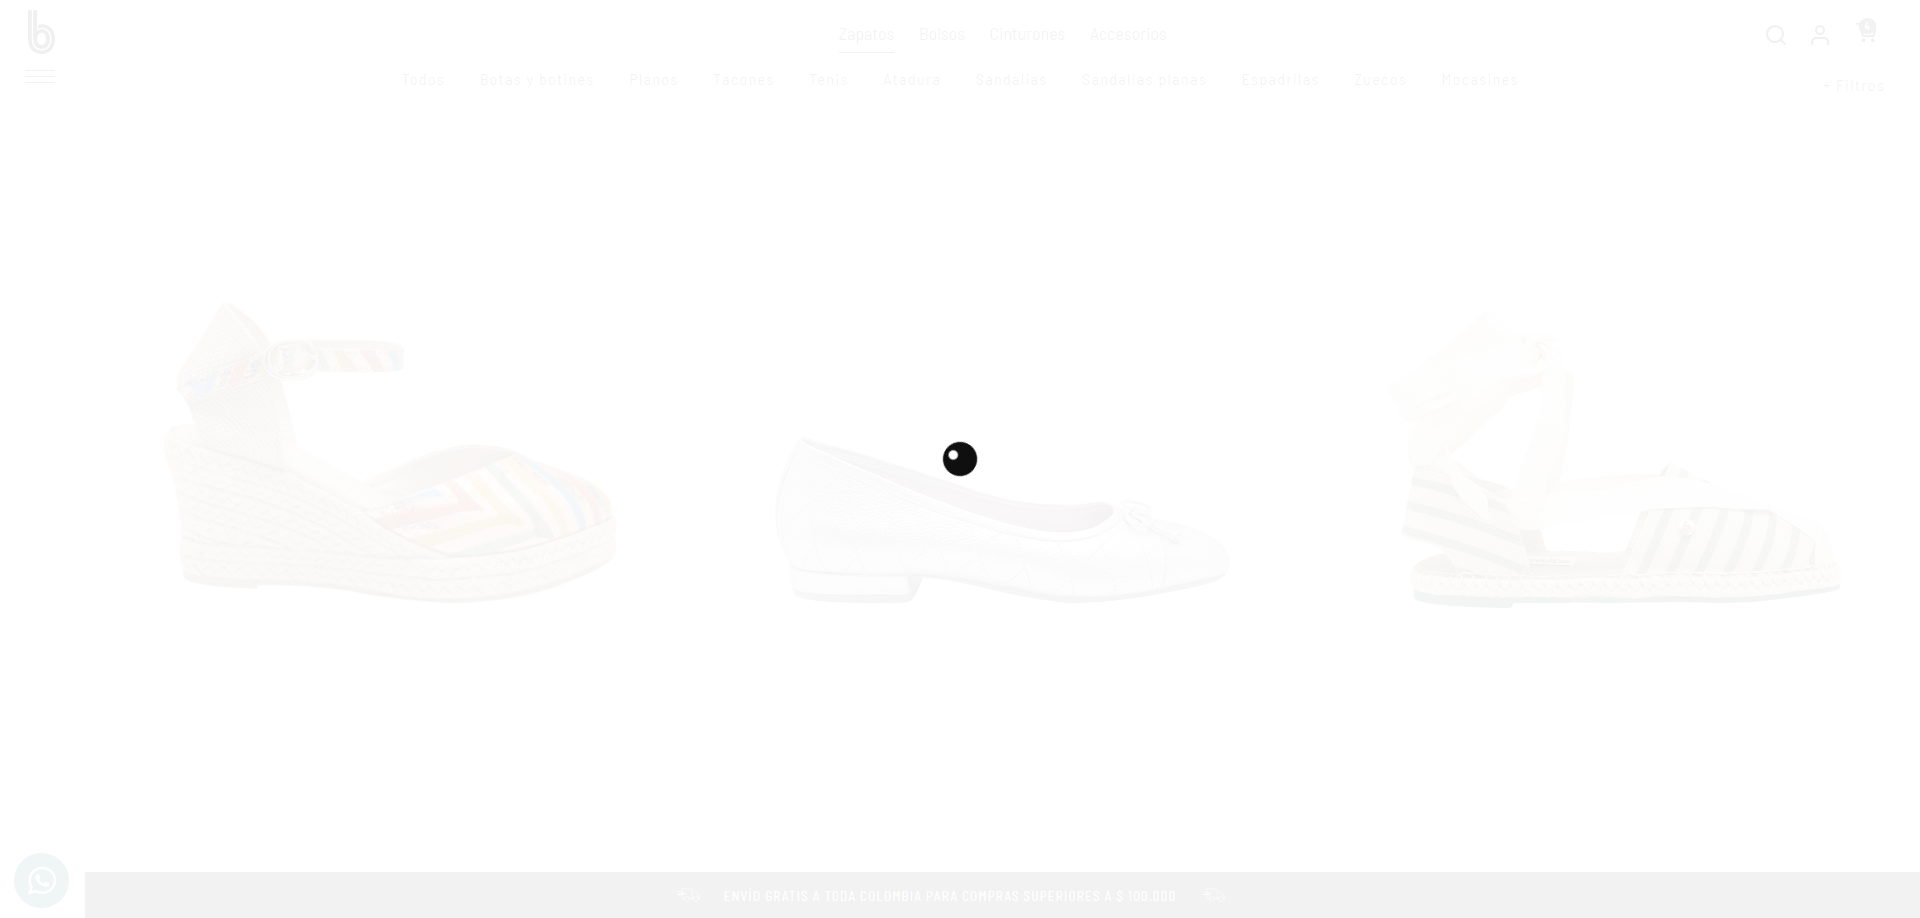 b
Zapatos Bolsos Cinturones Accesorios
Todos Botas y botines Planos Tacones Tenis Atadura Sandalias Sandalias planas Espadrilas Zuecos Mocasines
+ Filtros
ENVÍO GRATIS A TODA COLOMBIA PARA COMPRAS SUPERIORES A $ 100.000